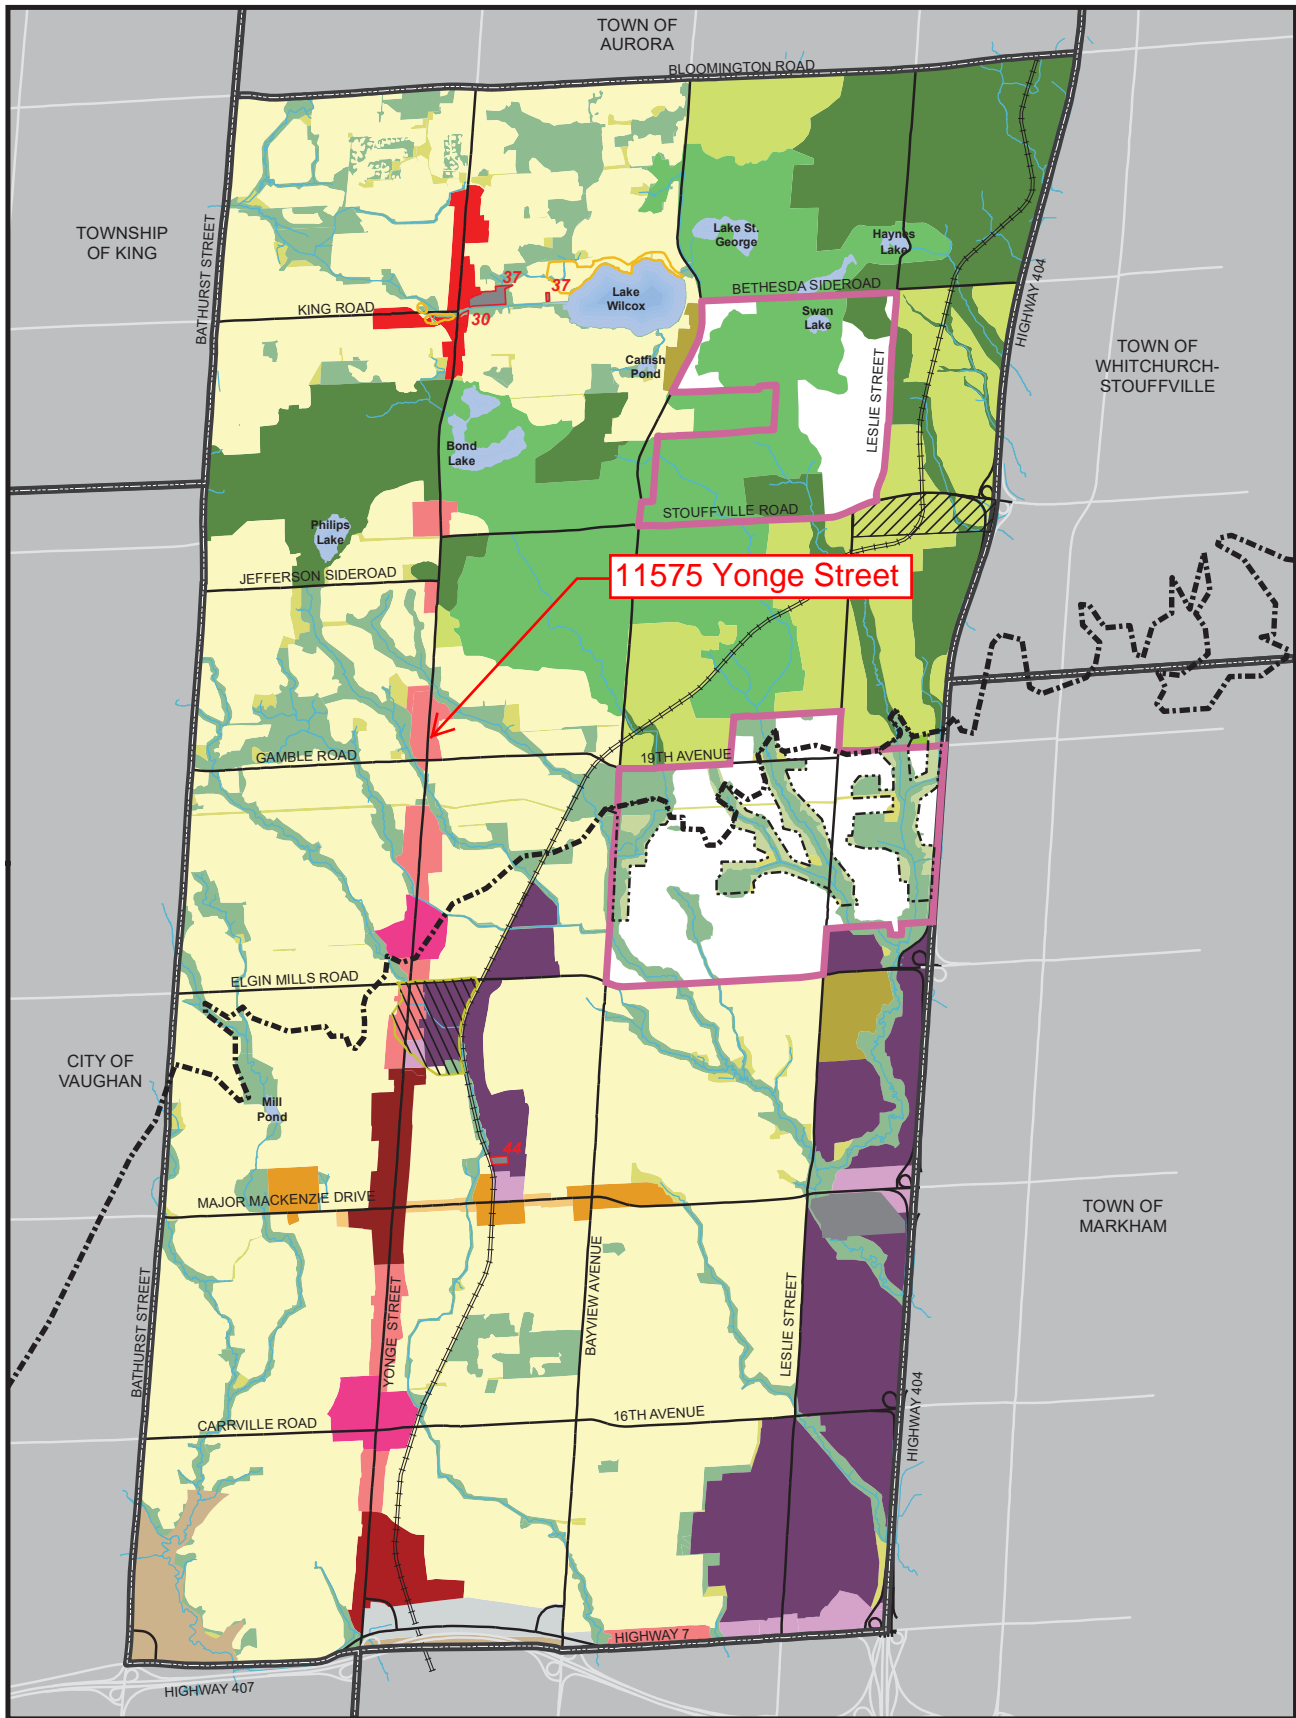 TOWN OF
AURORA
BLOOMINGTON ROAD
TOWNSHIP
OF KING
BATHURST STREET
Lake St.
George
Haynes
Lake
HIGHWAY 404
37
37
Lake
Wilcox
BETHESDA SIDEROAD
KING ROAD
30
Swan
Lake
Catfish
Pond
LESLIE STREET
TOWN OF
WHITCHURCH-
STOUFFVILLE
Bond
Lake
STOUFFVILLE ROAD
Philips
Lake
JEFFERSON SIDEROAD
11575 Yonge Street
GAMBLE ROAD
19TH AVENUE
ELGIN MILLS ROAD
CITY OF
VAUGHAN
Mill
Pond
44
MAJOR MACKENZIE DRIVE
TOWN OF
MARKHAM
BATHURST STREET
YONGE STREET
BAYVIEW AVENUE
LESLIE STREET
HIGHWAY 404
CARRVILLE ROAD
16TH AVENUE
HIGHWAY 7
HIGHWAY 407